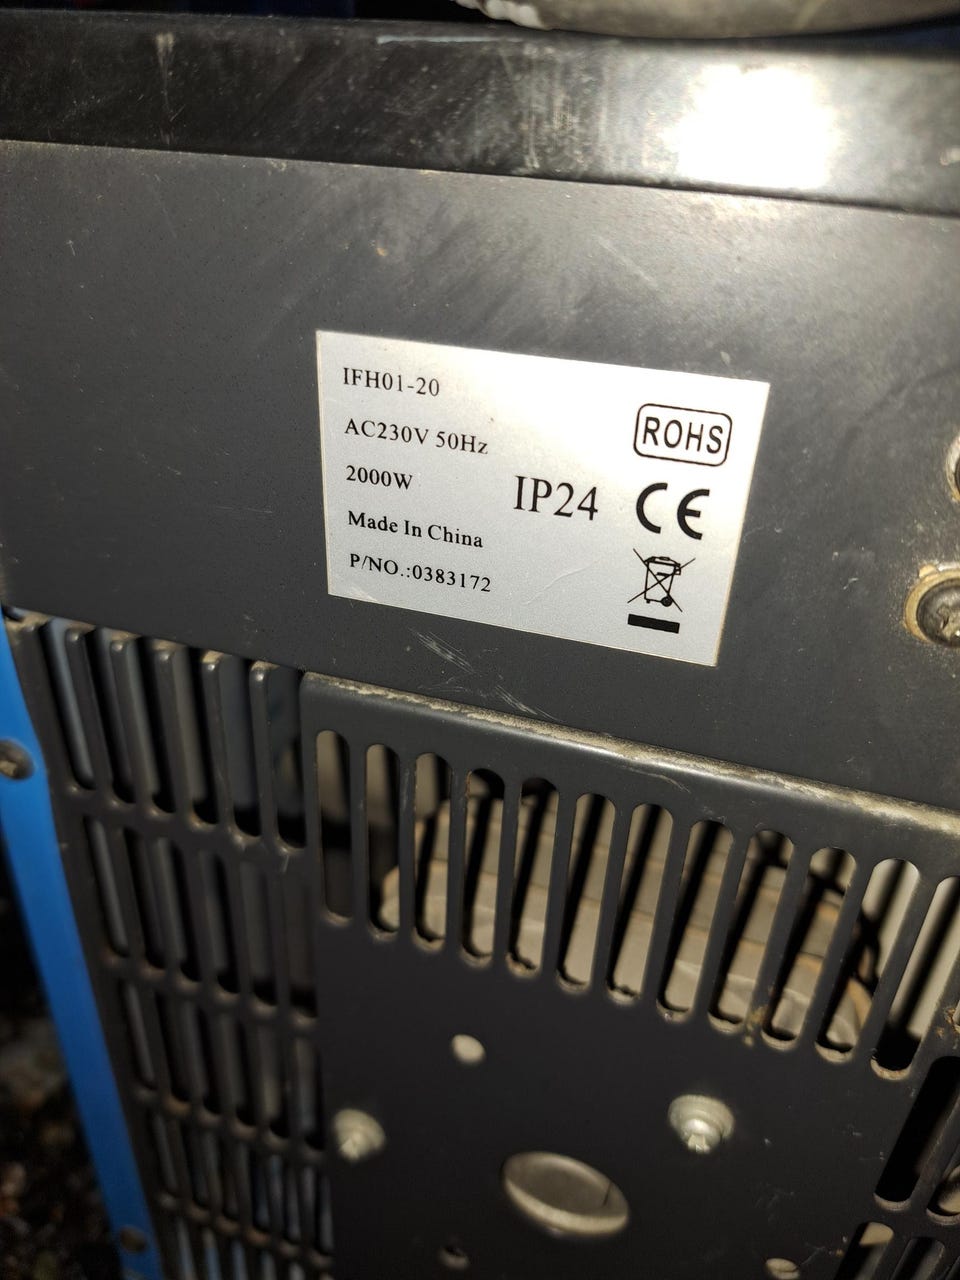 IFH01-20
AC230V 50Hz
2000W
Made In China
P/NO.:0383172
IP24
ROHS
CE